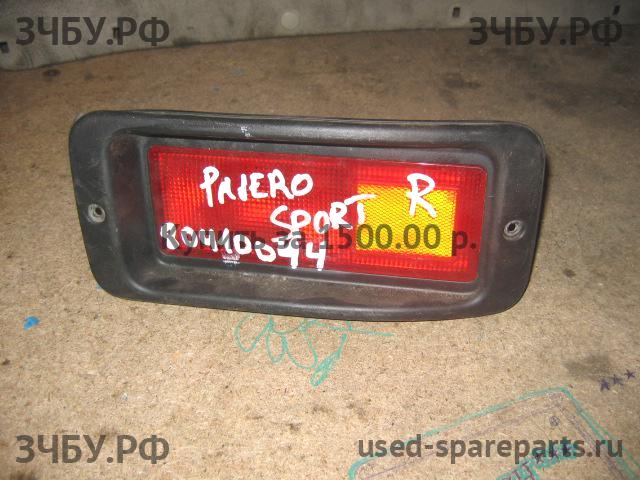 ЗЧБУ.РФ
ЗЧБУ.РФ
PAJERO
SPORT
R
Купить за 1500.00 р.
ЗЧБУ.РФ
used-spareparts.ru